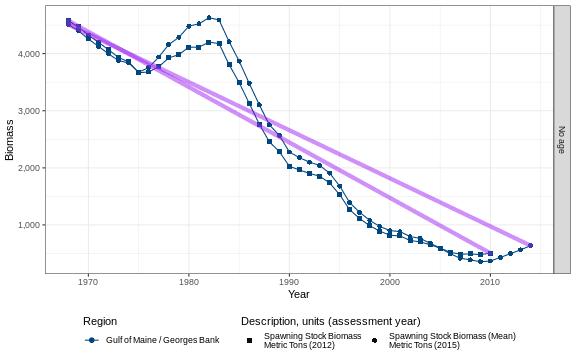 4,000
3,000
2,000
1,000
Biomass
No age
1970
1980
1990
2000
2010
Year
Region
Description, units (assessment year)
Gulf of Maine / Georges Bank
Spawning Stock Biomass
Metric Tons (2012)
Spawning Stock Biomass (Mean)
Metric Tons (2015)